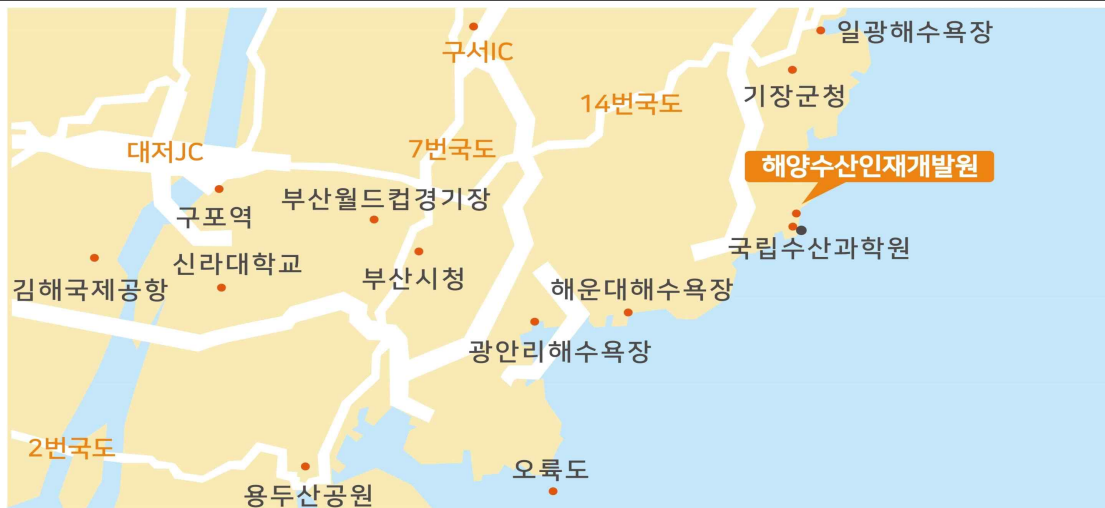 일광해수욕장
구서IC
기장군청
14번국도
대저JC
7번국도
해양수산인재개발원
부산월드컵경기장
구포역
국립수산과학원
신라대학교
부산시청
김해국제공항
해운대해수욕장
광안리해수욕장
2번국도
오륙도
용두산공원